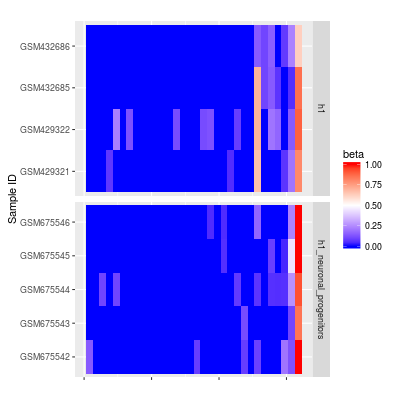 Sample ID
GSM432686
GSM432685
GSM429322
GSM429321
h1
GSM675546
GSM675545
GSM675544
GSM675543
GSM675542
h1_neuronal_progenitors
beta
1.00
0.75
0.50
0.25
0.00